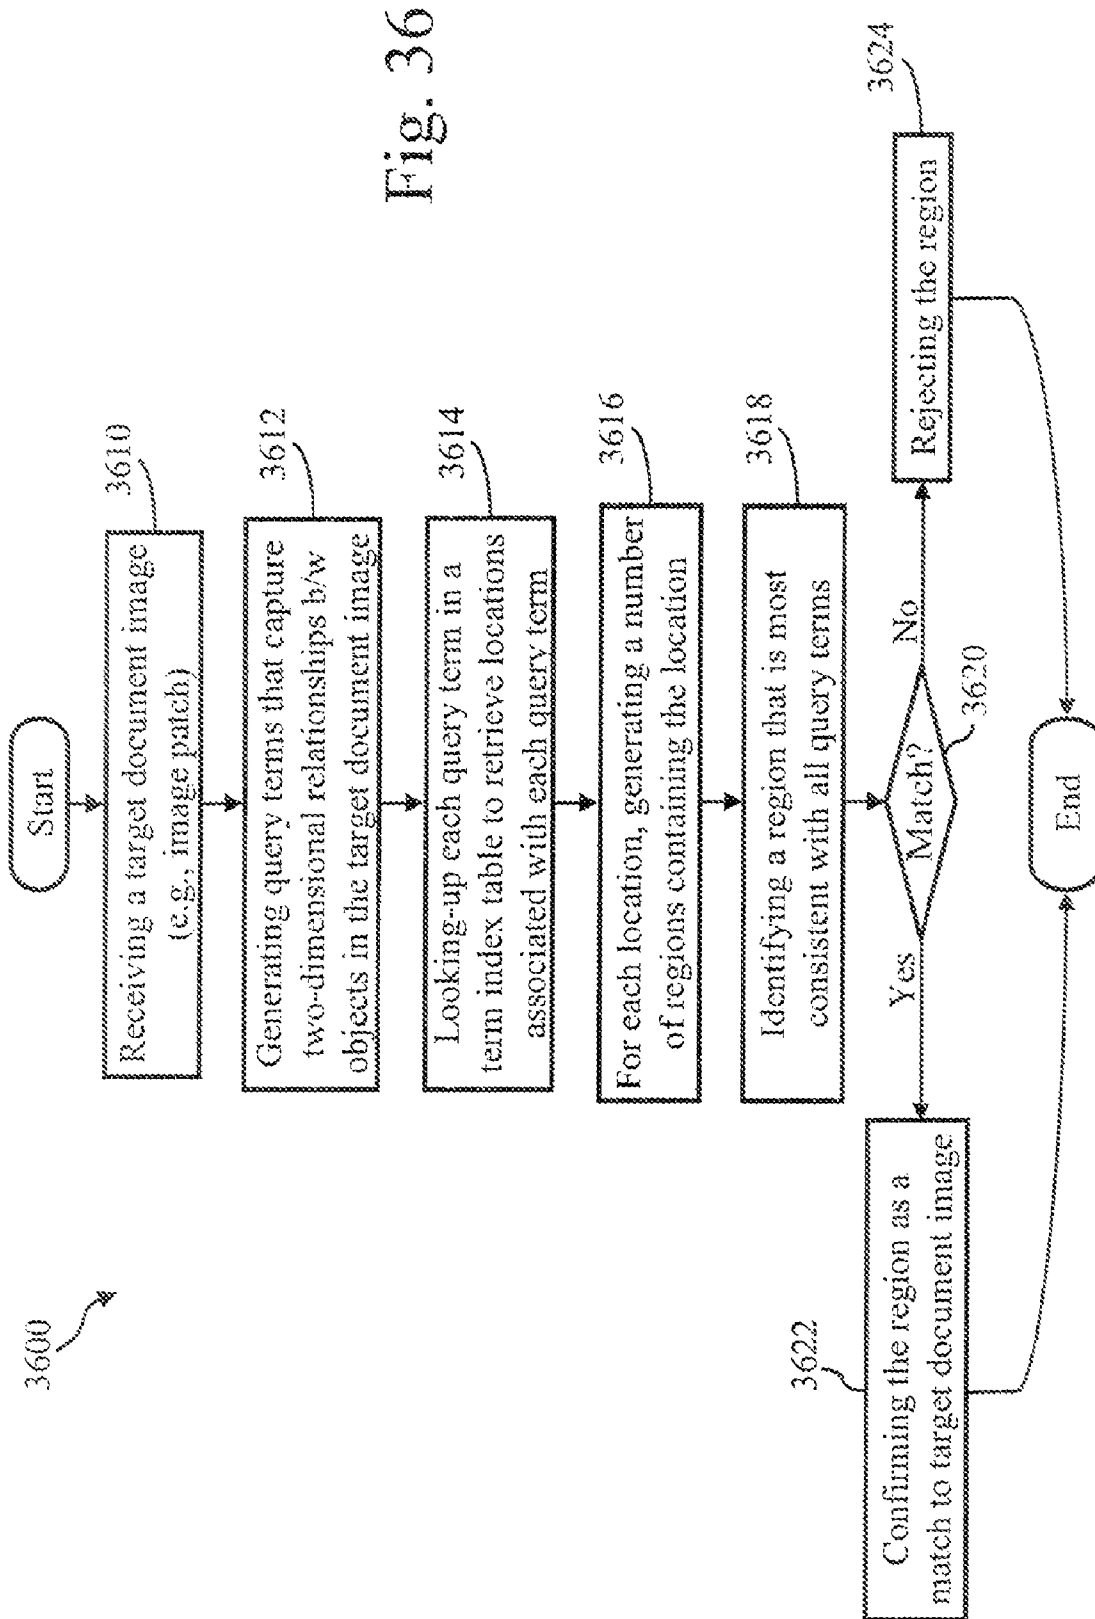 3600
Start
Receiving a target document image
(e.g., image patch)
3610
Generating query terms that capture
two-dimensional relationships b/w
objects in the target document image
3612
Looking-up each query term in a
term index table to retrieve locations
associated with each query term
3614
For each location, generating a number
of regions containing the location
3616
Identifying a region that is most
consistent with all query terms
3618
Match?
3620
Yes
No
3622
Confirming the region as a
match to target document image
Rejecting the region
3624
End
Fig. 36